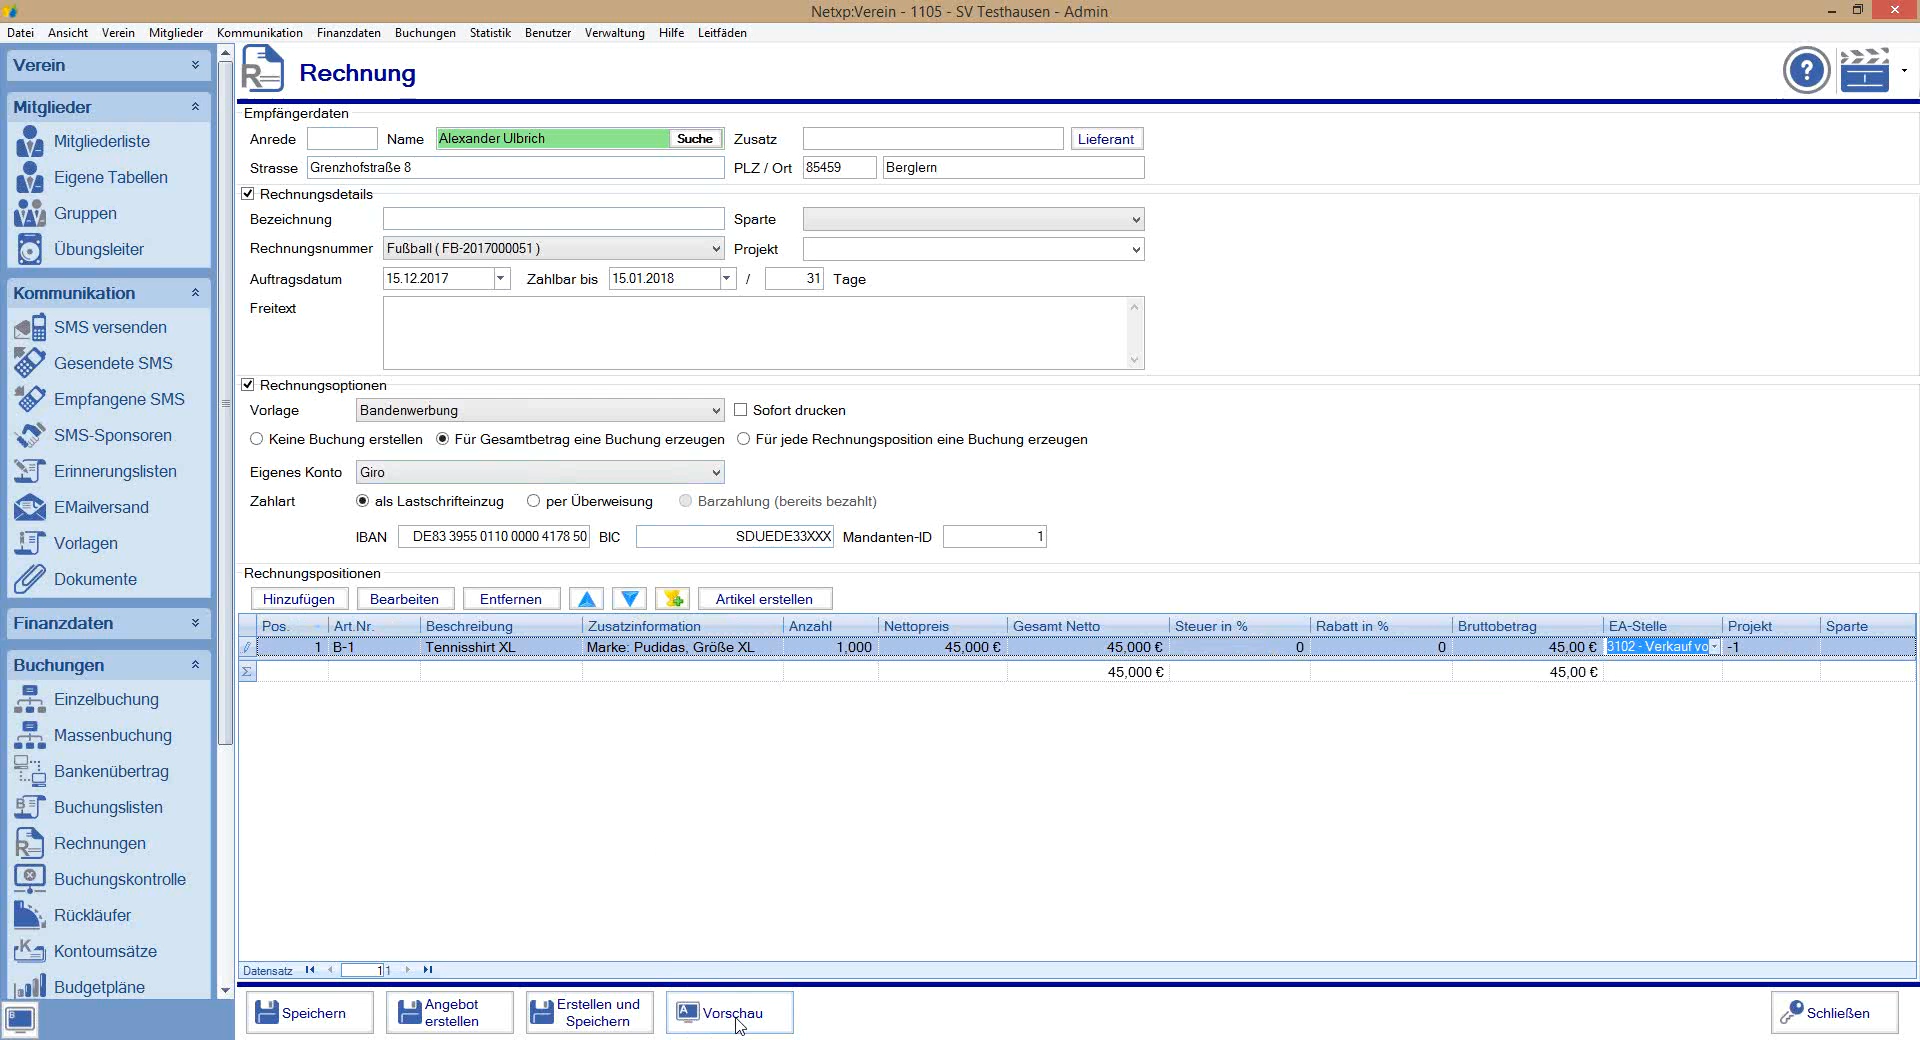 Netxp:Verein - 1105 - SV Testhausen - Admin
Datei Ansicht Verein Mitglieder Kommunikation Finanzdaten Buchungen Statistik Benutzer Verwaltung Hilfe Leitfäden
Verein
Mitglieder
Mitgliederliste
Eigene Tabellen
Gruppen
Übungsleiter
Kommunikation
SMS versenden
Gesendete SMS
Empfangene SMS
SMS-Sponsoren
Erinnerungslisten
EMailversand
Vorlagen
Dokumente
Finanzdaten
Buchungen
Einzelbuchung
Massenbuchung
Bankenübertrag
Buchungslisten
Rechnungen
Buchungskontrolle
Rückläufer
Kontoumsätze
Budgetpläne
Rechnung
Empfängerdaten
Anrede Name Alexander Ulbrich Suche Zusatz Lieferant
Strasse Grenzhofstraße 8 PLZ / Ort 85459 Berglern
Rechnungsdetails
Bezeichnung Sparte
Rechnungsnummer Fußball ( FB-2017000051 ) Projekt
Auftragsdatum 15.12.2017 Zahlbar bis 15.01.2018 / 31 Tage
Freitext
Rechnungsoptionen
Vorlage Bandenwerbung Sofort drucken
Keine Buchung erstellen Für Gesamtbetrag eine Buchung erzeugen Für jede Rechnungsposition eine Buchung erzeugen
Eigenes Konto Giro
Zahlart als Lastschrifteinzug per Überweisung Barzahlung (bereits bezahlt)
IBAN DE83 3955 0110 0000 4178 50 BIC SDUEDE33XXX Mandanten-ID 1
Rechnungspositionen
Hinzufügen Bearbeiten Entfernen Artikel erstellen
Pos. Art.Nr. Beschreibung Zusatzinformation Anzahl Nettopreis Gesamt Netto Steuer in % Rabatt in % Bruttobetrag EA-Stelle Projekt Sparte
1 B-1 Tennisshirt XL Marke: Pudidas, Größe XL 1,000 45,000 € 45,000 € 0 0 45,00 € 3102 - Verkauf vo -1
Σ 45,000 € 45,00 €
Datensatz 1 1
Speichern Angebot erstellen Erstellen und Speichern Vorschau Schließen